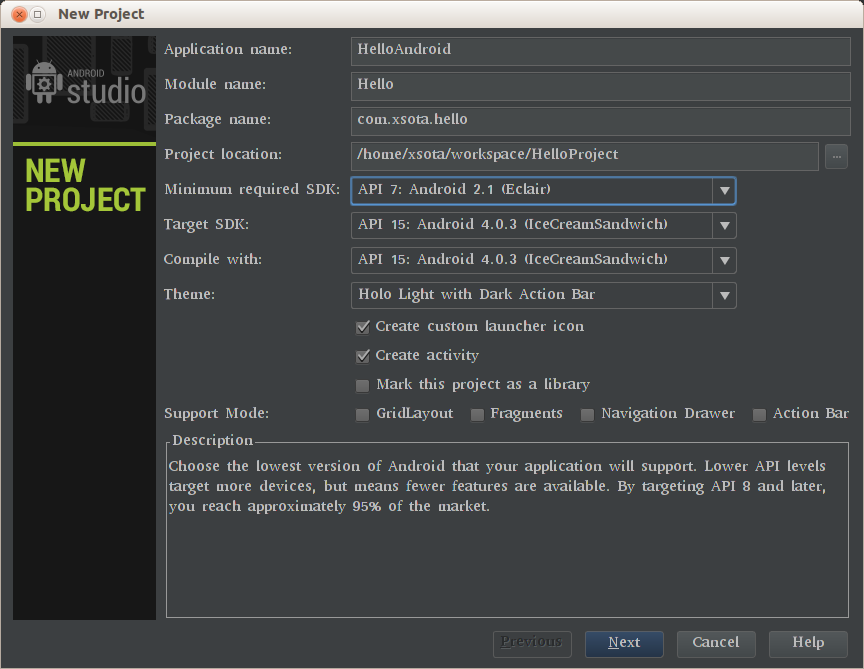 New Project
ANDROID
studio
NEW
PROJECT
Application name: HelloAndroid
Module name: Hello
Package name: com.xsota.hello
Project location: /home/xsota/workspace/HelloProject ...
Minimum required SDK: API 7: Android 2.1 (Eclair)
Target SDK: API 15: Android 4.0.3 (IceCreamSandwich)
Compile with: API 15: Android 4.0.3 (IceCreamSandwich)
Theme: Holo Light with Dark Action Bar
Create custom launcher icon
Create activity
Mark this project as a library
Support Mode: GridLayout Fragments Navigation Drawer Action Bar
Description
Choose the lowest version of Android that your application will support. Lower API levels
target more devices, but means fewer features are available. By targeting API 8 and later,
you reach approximately 95% of the market.
Previous Next Cancel Help